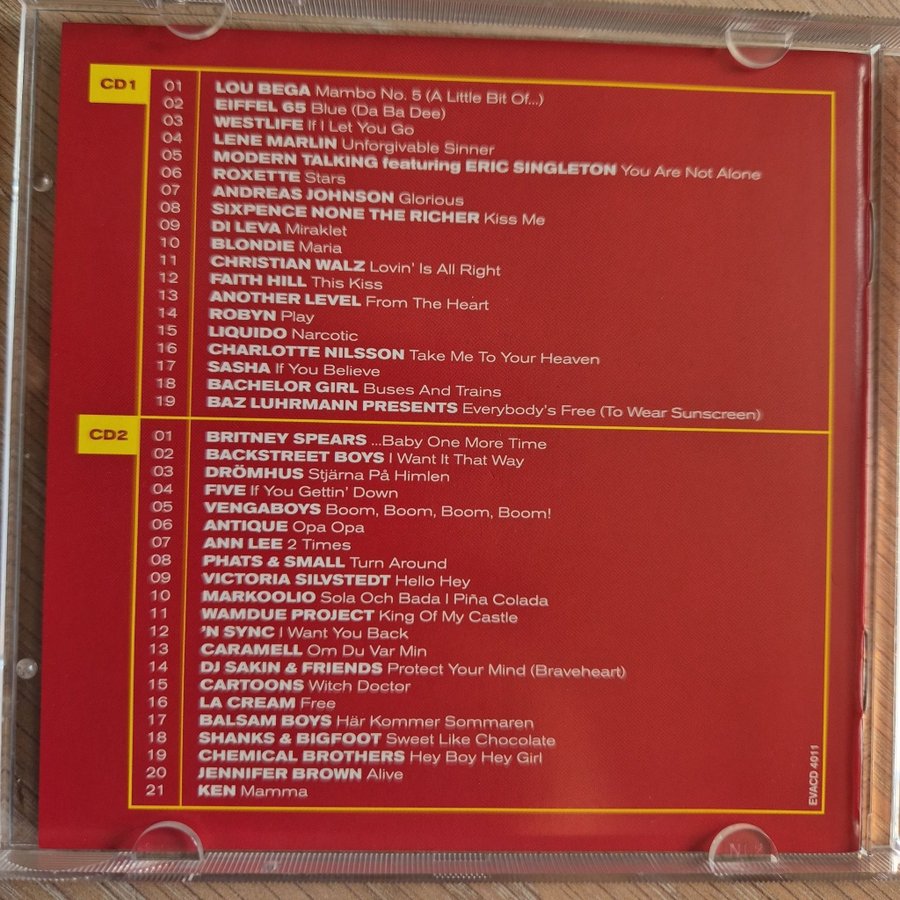 CD1
01 LOU BEGA Mambo No. 5 (A Little Bit Of...)
02 EIFFEL 65 Blue (Da Ba Dee)
03 WESTLIFE If I Let You Go
04 LENE MARLIN Unforgivable Sinner
05 MODERN TALKING featuring ERIC SINGLETON You Are Not Alone
06 ROXETTE Stars
07 ANDREAS JOHNSON Glorious
08 SIXPENCE NONE THE RICHER Kiss Me
09 DI LEVA Miraklet
10 BLONDIE Maria
11 CHRISTIAN WALZ Lovin' Is All Right
12 FAITH HILL This Kiss
13 ANOTHER LEVEL From The Heart
14 ROBYN Play
15 LIQUIDO Narcotic
16 CHARLOTTE NILSSON Take Me To Your Heaven
17 SASHA If You Believe
18 BACHELOR GIRL Buses And Trains
19 BAZ LUHRMANN PRESENTS Everybody's Free (To Wear Sunscreen)
CD2
01 BRITNEY SPEARS ...Baby One More Time
02 BACKSTREET BOYS I Want It That Way
03 DRÖMHUS Stjärna På Himlen
04 FIVE If You Gettin' Down
05 VENGABOYS Boom, Boom, Boom, Boom!
06 ANTIQUE Opa Opa
07 ANN LEE 2 Times
08 PHATS & SMALL Turn Around
09 VICTORIA SILVSTEDT Hello Hey
10 MARKOOLIO Sola Och Bada I Piña Colada
11 WAMDUE PROJECT King Of My Castle
12 'N SYNC I Want You Back
13 CARAMELL Om Du Var Min
14 DJ SAKIN & FRIENDS Protect Your Mind (Braveheart)
15 CARTOONS Witch Doctor
16 LA CREAM Free
17 BALSAM BOYS Här Kommer Sommaren
18 SHANKS & BIGFOOT Sweet Like Chocolate
19 CHEMICAL BROTHERS Hey Boy Hey Girl
20 JENNIFER BROWN Alive
21 KEN Mamma
EVACD 4011